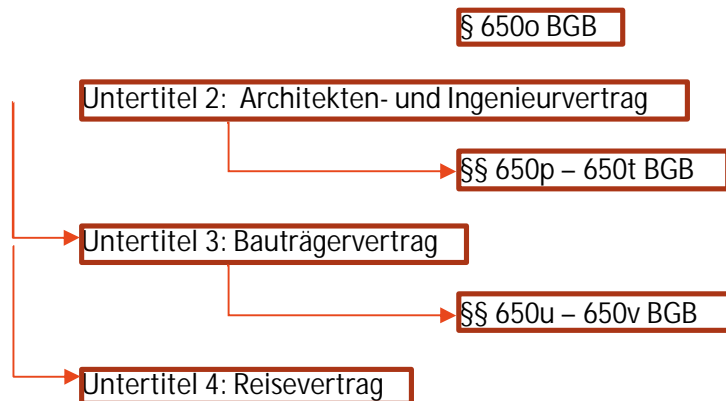 § 650o BGB
Untertitel 2: Architekten- und Ingenieurvertrag
§§ 650p – 650t BGB
Untertitel 3: Bauträgervertrag
§§ 650u – 650v BGB
Untertitel 4: Reisevertrag